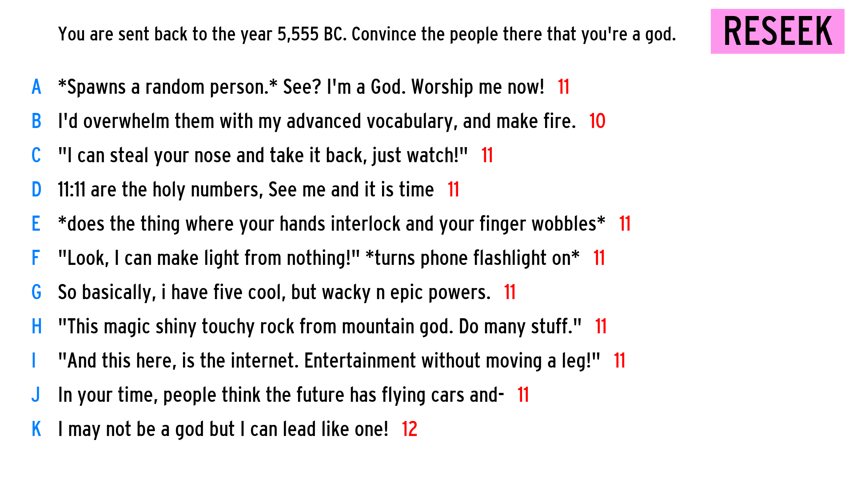 You are sent back to the year 5,555 BC. Convince the people there that you're a god.
RESEEK
A *Spawns a random person.* See? I'm a God. Worship me now! 11
B I'd overwhelm them with my advanced vocabulary, and make fire. 10
C "I can steal your nose and take it back, just watch!" 11
D 11:11 are the holy numbers, See me and it is time 11
E *does the thing where your hands interlock and your finger wobbles* 11
F "Look, I can make light from nothing!" *turns phone flashlight on* 11
G So basically, i have five cool, but wacky n epic powers. 11
H "This magic shiny touchy rock from mountain god. Do many stuff." 11
I "And this here, is the internet. Entertainment without moving a leg!" 11
J In your time, people think the future has flying cars and- 11
K I may not be a god but I can lead like one! 12